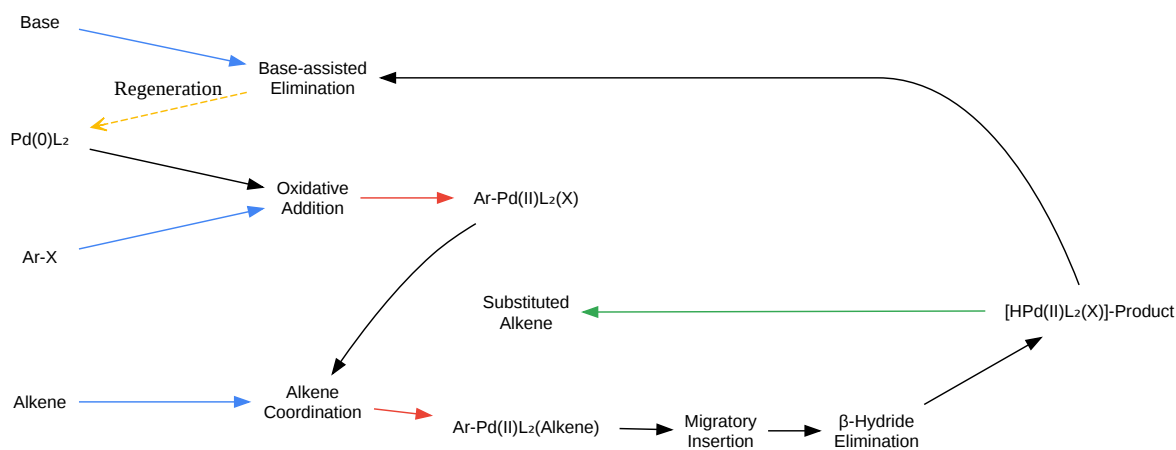 Base
Base-assisted
Elimination
Regeneration
Pd(0)L₂
Oxidative
Addition
Ar-Pd(II)L₂(X)
Ar-X
Substituted
Alkene
[HPd(II)L₂(X)]-Product
Alkene
Alkene
Coordination
Ar-Pd(II)L₂(Alkene)
Migratory
Insertion
β-Hydride
Elimination